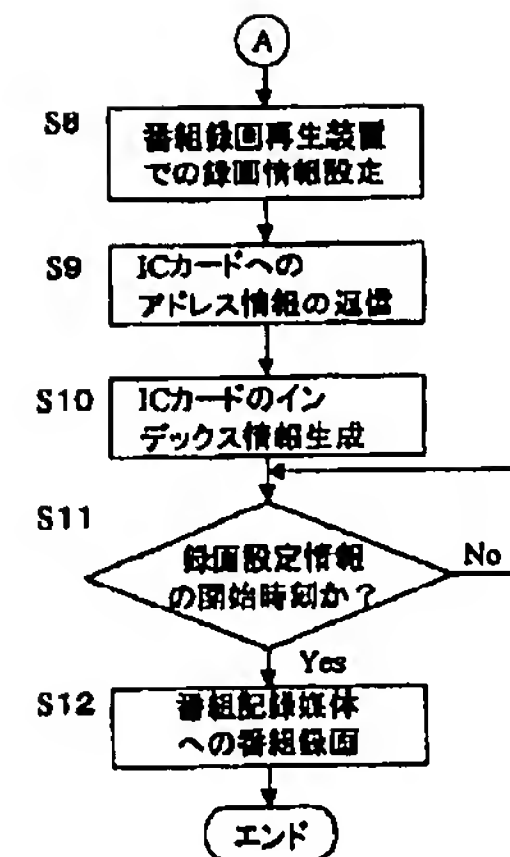 A
S8
番組録画再生装置
での録画情報設定
S9
ICカードへの
アドレス情報の返信
S10
ICカードのイン
デックス情報生成
S11
録画設定情報
の開始時刻か？
No
Yes
S12
番組記録媒体
への番組録画
エンド